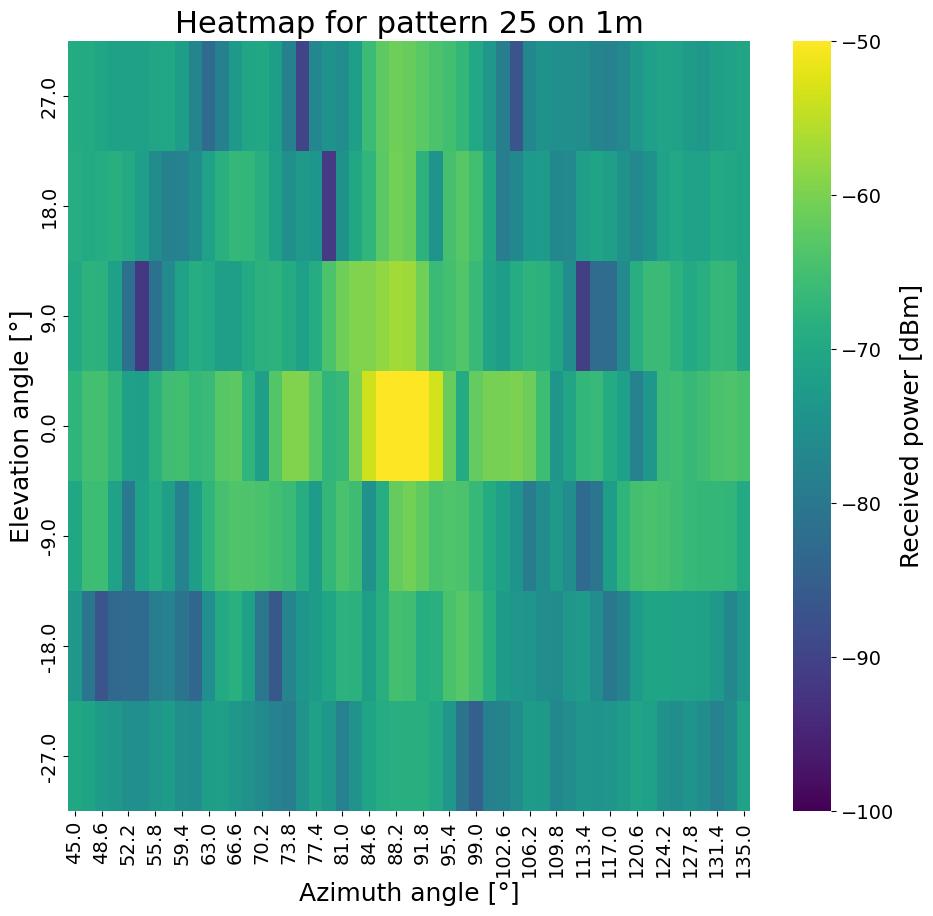 Heatmap for pattern 25 on 1m
Elevation angle [°]
27.0
18.0
9.0
0.0
-9.0
-18.0
-27.0
45.0 48.6 52.2 55.8 59.4 63.0 66.6 70.2 73.8 77.4 81.0 84.6 88.2 91.8 95.4 99.0 102.6 106.2 109.8 113.4 117.0 120.6 124.2 127.8 131.4 135.0
Azimuth angle [°]
−50
−60
−70
−80
−90
−100
Received power [dBm]